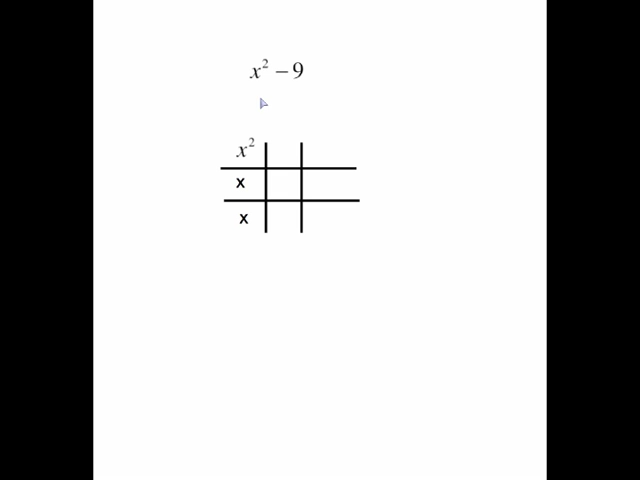 x² − 9
x²
x
x